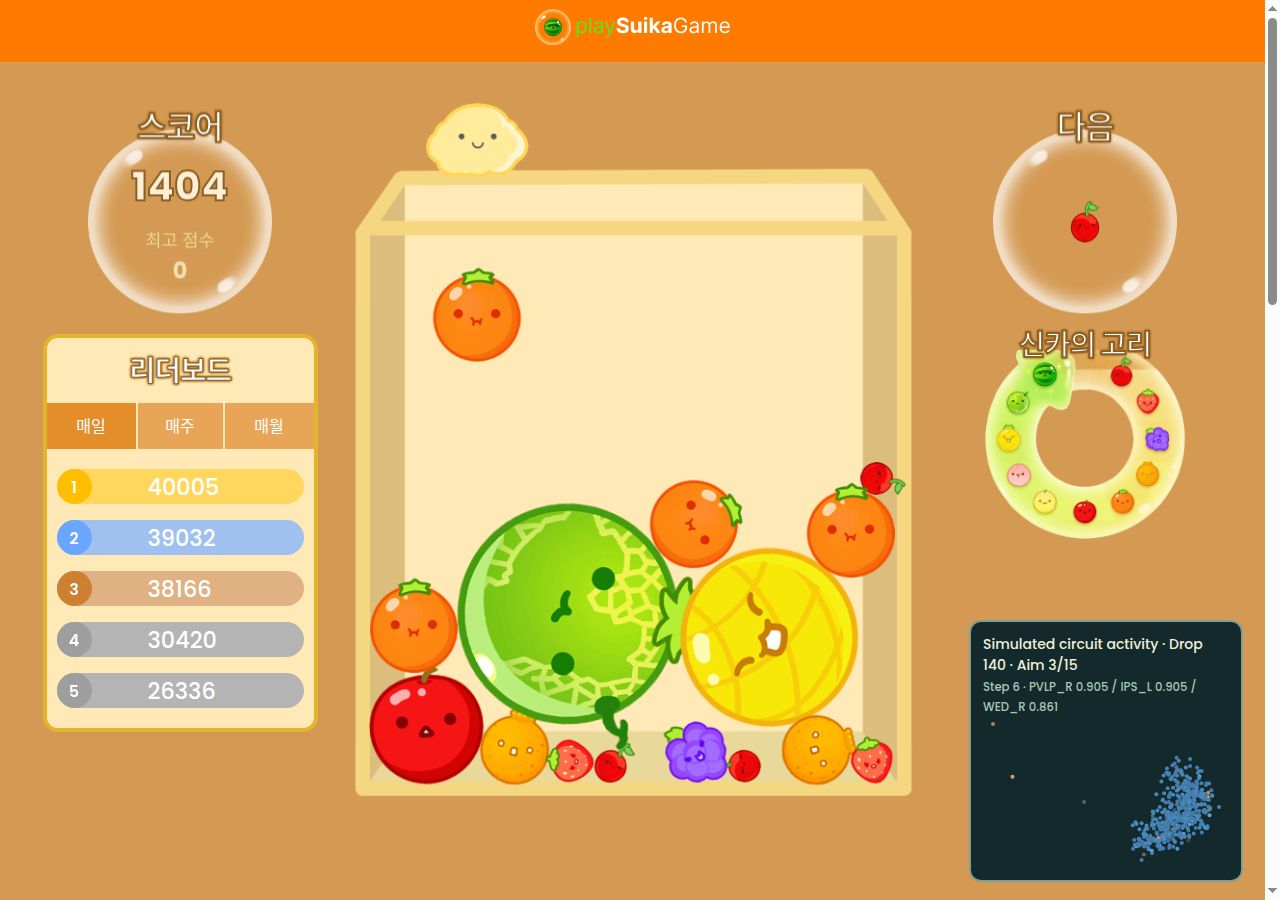 playSuikaGame
스코어
1404
최고 점수
0
다음
신카의 고리
리더보드
매일
매주
매월
1 40005
2 39032
3 38166
4 30420
5 26336
Simulated circuit activity · Drop
140 · Aim 3/15
Step 6 · PVLP_R 0.905 / IPS_L 0.905 /
WED_R 0.861